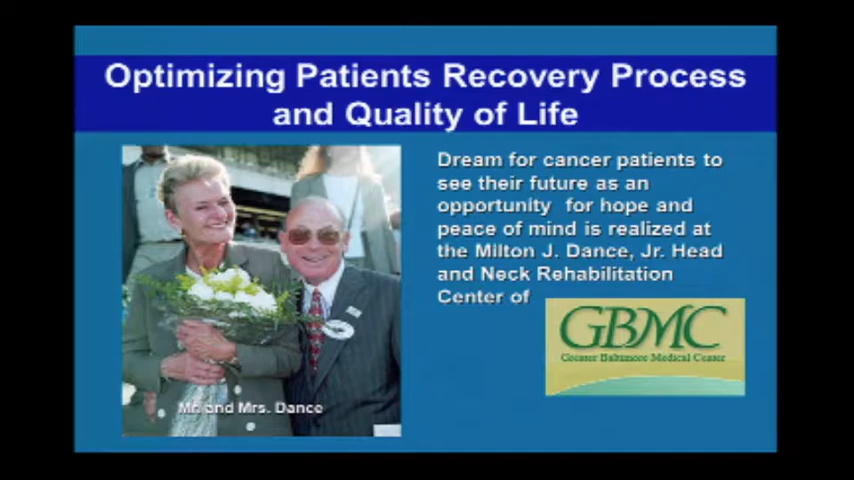 Optimizing Patients Recovery Process
and Quality of Life
Dream for cancer patients to
see their future as an
opportunity for hope and
peace of mind is realized at
the Milton J. Dance, Jr. Head
and Neck Rehabilitation
Center of
GBMC
Greater Baltimore Medical Center
Mr. and Mrs. Dance